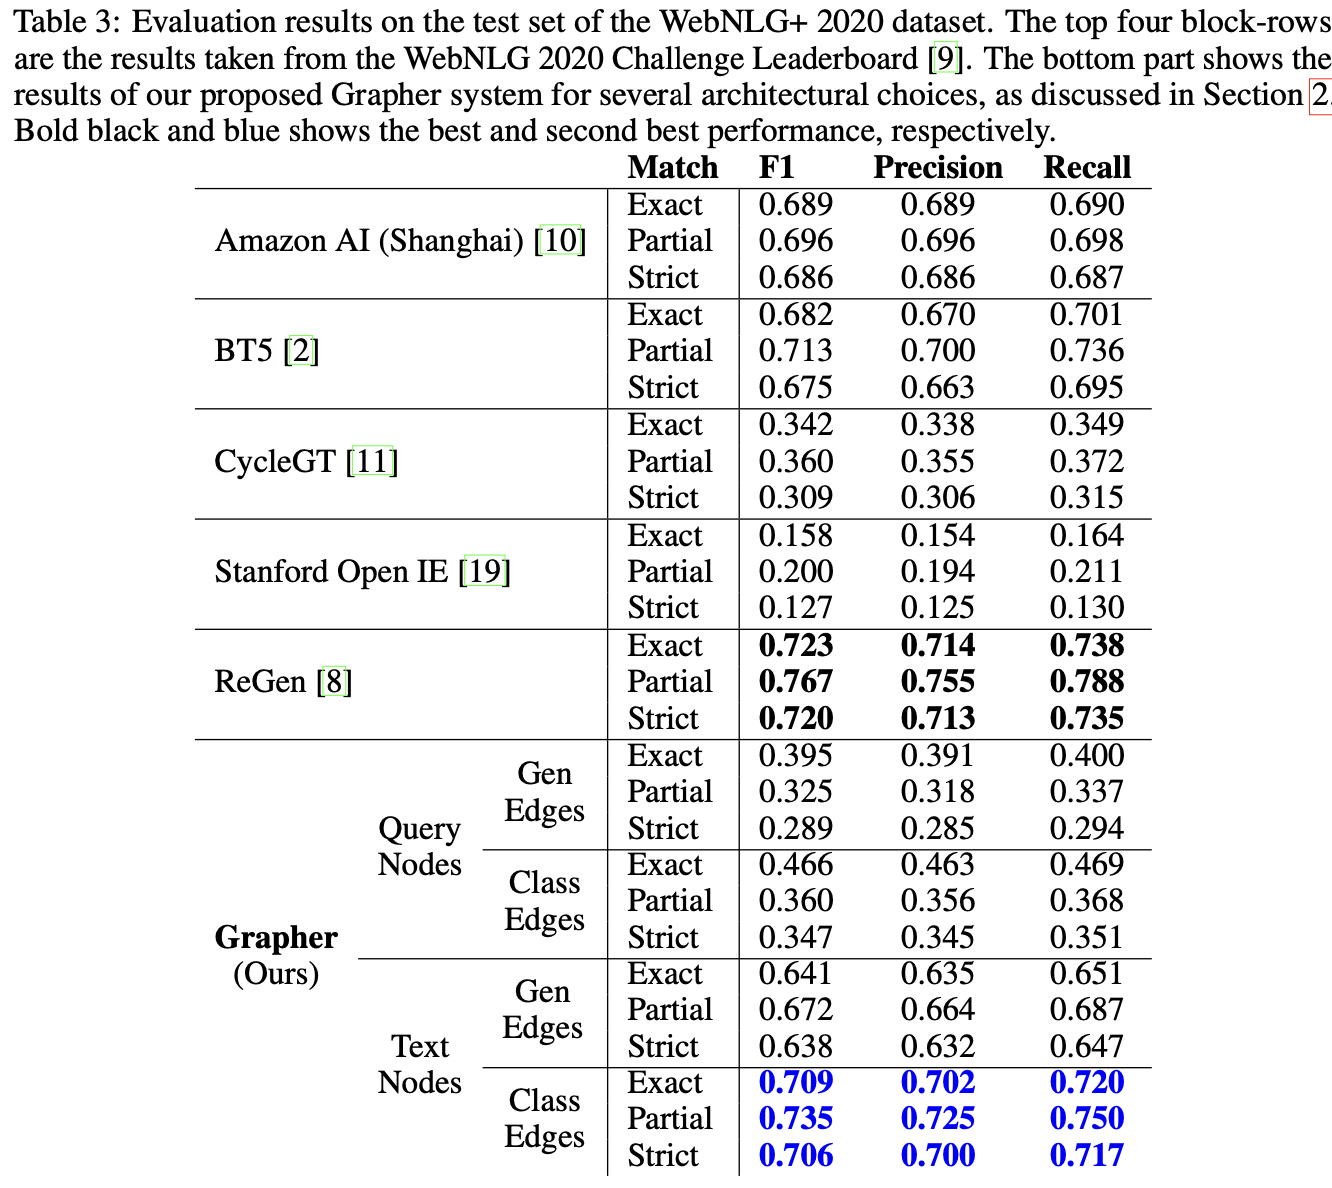 Table 3: Evaluation results on the test set of the WebNLG+ 2020 dataset. The top four block-rows
are the results taken from the WebNLG 2020 Challenge Leaderboard [9]. The bottom part shows the
results of our proposed Grapher system for several architectural choices, as discussed in Section 2.
Bold black and blue shows the best and second best performance, respectively.
Match F1 Precision Recall
Exact 0.689 0.689 0.690
Amazon AI (Shanghai) [10] Partial 0.696 0.696 0.698
Strict 0.686 0.686 0.687
Exact 0.682 0.670 0.701
BT5 [2] Partial 0.713 0.700 0.736
Strict 0.675 0.663 0.695
Exact 0.342 0.338 0.349
CycleGT [11] Partial 0.360 0.355 0.372
Strict 0.309 0.306 0.315
Exact 0.158 0.154 0.164
Stanford Open IE [19] Partial 0.200 0.194 0.211
Strict 0.127 0.125 0.130
Exact 0.723 0.714 0.738
ReGen [8] Partial 0.767 0.755 0.788
Strict 0.720 0.713 0.735
Grapher
(Ours)
Query
Nodes
Gen
Edges
Exact 0.395 0.391 0.400
Partial 0.325 0.318 0.337
Strict 0.289 0.285 0.294
Class
Edges
Exact 0.466 0.463 0.469
Partial 0.360 0.356 0.368
Strict 0.347 0.345 0.351
Text
Nodes
Gen
Edges
Exact 0.641 0.635 0.651
Partial 0.672 0.664 0.687
Strict 0.638 0.632 0.647
Class
Edges
Exact 0.709 0.702 0.720
Partial 0.735 0.725 0.750
Strict 0.706 0.700 0.717